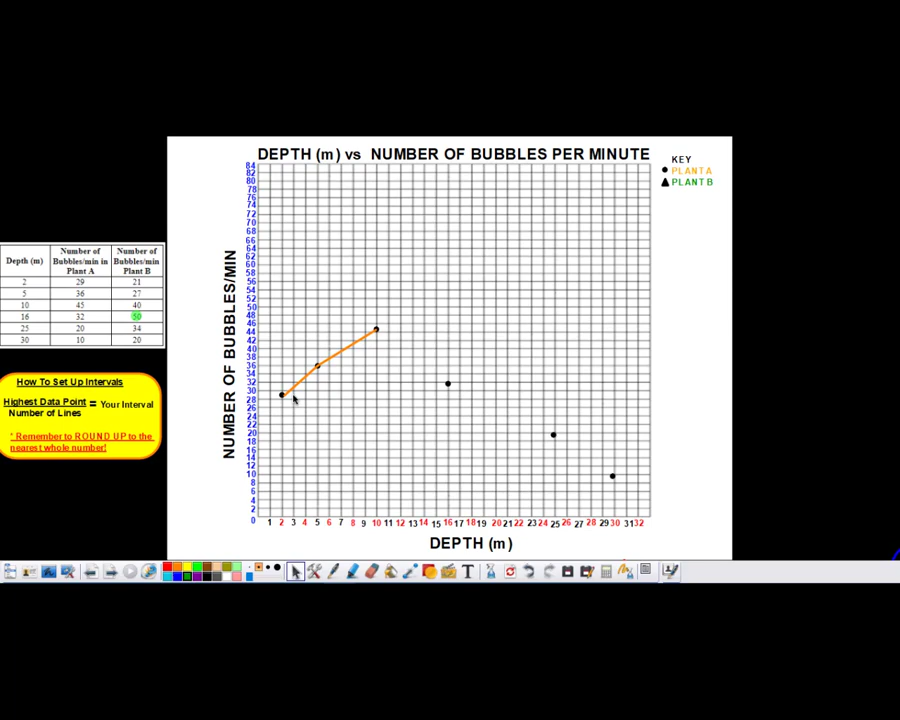 DEPTH (m) vs NUMBER OF BUBBLES PER MINUTE
KEY
PLANT A
PLANT B
Depth (m) Number of Bubbles/min in Plant A Number of Bubbles/min Plant B
2 29 21
5 36 27
10 45 40
16 32 50
25 20 34
30 10 20
How To Set Up Intervals
Highest Data Point = Your Interval
Number of Lines
* Remember to ROUND UP to the
nearest whole number!
NUMBER OF BUBBLES/MIN
84
82
80
78
76
74
72
70
68
66
64
62
60
58
56
54
52
50
48
46
44
42
40
38
36
34
32
30
28
26
24
22
20
18
16
14
12
10
8
6
4
2
0
1 2 3 4 5 6 7 8 9 10 11 12 13 14 15 16 17 18 19 20 21 22 23 24 25 26 27 28 29 30 31 32
DEPTH (m)
T